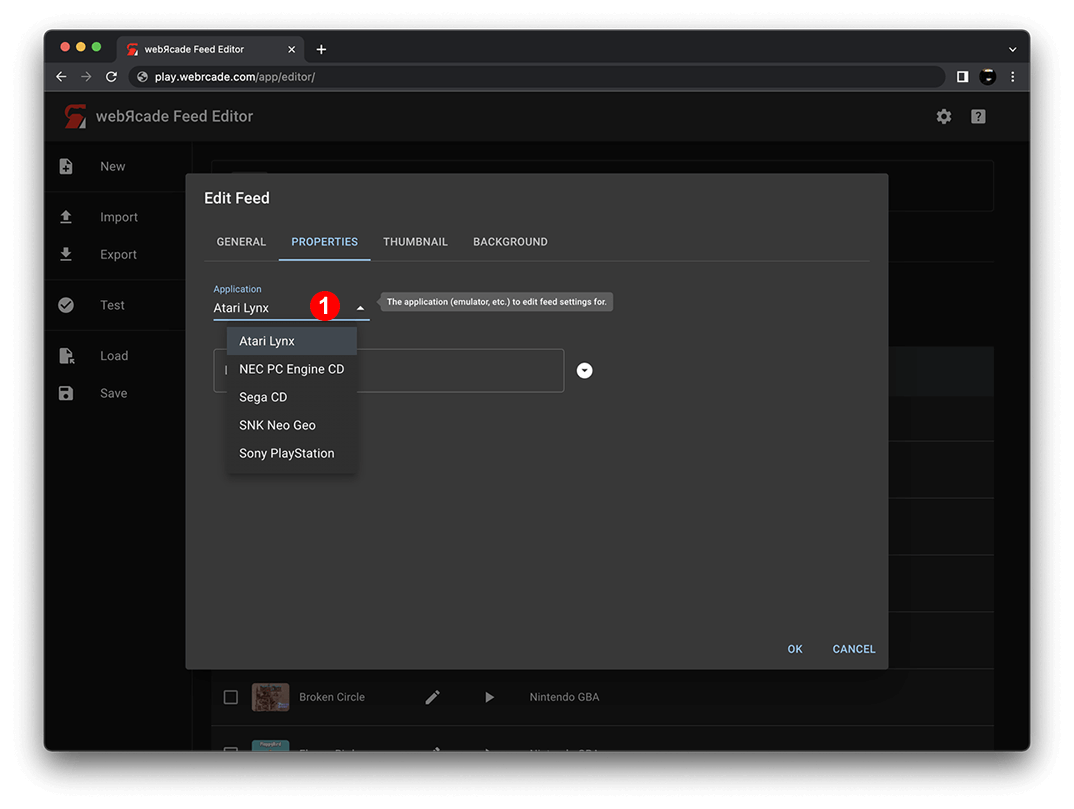 webЯcade Feed Editor
play.webrcade.com/app/editor/
webЯcade Feed Editor
New
Import
Export
Test
Load
Save
Edit Feed
GENERAL PROPERTIES THUMBNAIL BACKGROUND
Application
Atari Lynx
1
The application (emulator, etc.) to edit feed settings for.
Atari Lynx
NEC PC Engine CD
Sega CD
SNK Neo Geo
Sony PlayStation
OK CANCEL
Broken Circle Nintendo GBA